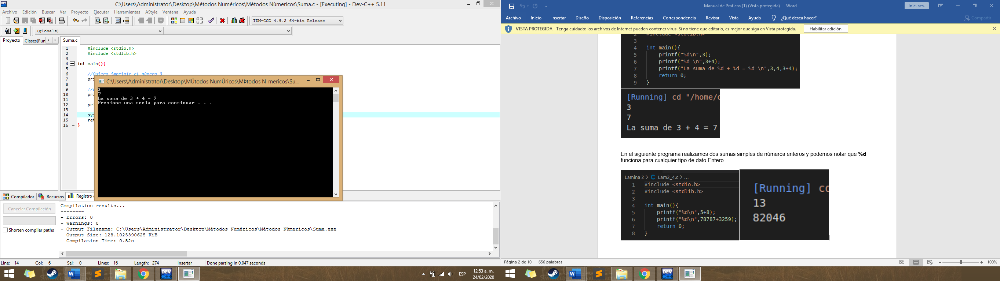 C:\Users\Administrator\Desktop\Métodos Numéricos\Mètodos Nùmericos\Suma.c - [Executing] - Dev-C++ 5.11
Archivo Edición Buscar Ver Proyecto Ejecutar Herramientas AStyle Ventana Ayuda
TDM-GCC 4.9.2 64-bit Release
(globals)
Proyecto Clases(Fun
Suma.c
1 #include <stdio.h>
2 #include <stdlib.h>
3
4 int main(){
5
6 //Quiero imprimir el nùmero 3
7 pri
8
9
10 pri
11
12 pri
13
14 sys
15 ret
16 }
C:\Users\Administrator\Desktop\MÚtodos NumÚricos\MÞtodos N¨mericos\Su...
3
7
La suma de 3 + 4 = 7
Presione una tecla para continuar . . .
Compilador Recursos Registro
Cancelar Compilación
Shorten compiler paths
Compilation results...
--------
- Errors: 0
- Warnings: 0
- Output Filename: C:\Users\Administrator\Desktop\Métodos Numéricos\Mètodos Nùmericos\Suma.exe
- Output Size: 128.1025390625 KiB
- Compilation Time: 0.52s
Line: 14 Col: 6 Sel: 0 Lines: 16 Length: 274 Insertar Done parsing in 0.047 seconds
ESP
12:53 a. m.
24/02/2020
Manual de Praticas (1) (Vista protegida) - Word
Inic. ses.
Archivo Inicio Insertar Diseño Disposición Referencias Correspondencia Revisar Vista Ayuda ¿Qué desea hacer? Compartir
VISTA PROTEGIDA Tenga cuidado: los archivos de Internet pueden contener virus. Si no tiene que editarlo, es mejor que siga en Vista protegida. Habilitar edición
2 #include <stdlib.h>
3
4 int main(){
5 printf("%d\n",3);
6 printf("%d \n",3+4);
7 printf("La suma de %d + %d = %d \n",3,4,3+4);
8 return 0;
9 }
[Running] cd "/home/
3
7
La suma de 3 + 4 = 7
En el siguiente programa realizamos dos sumas simples de números enteros y podemos notar que %d
funciona para cualquier tipo de dato Entero.
Lamina 2 > C Lam2_4.c > ...
1 #include <stdio.h>
2 #include <stdlib.h>
3
4 int main(){
5 printf("%d\n",5+8);
6 printf("%d\n",78787+3259);
7 return 0;
8 }
[Running] cd
13
82046
Página 2 de 10 656 palabras
100%